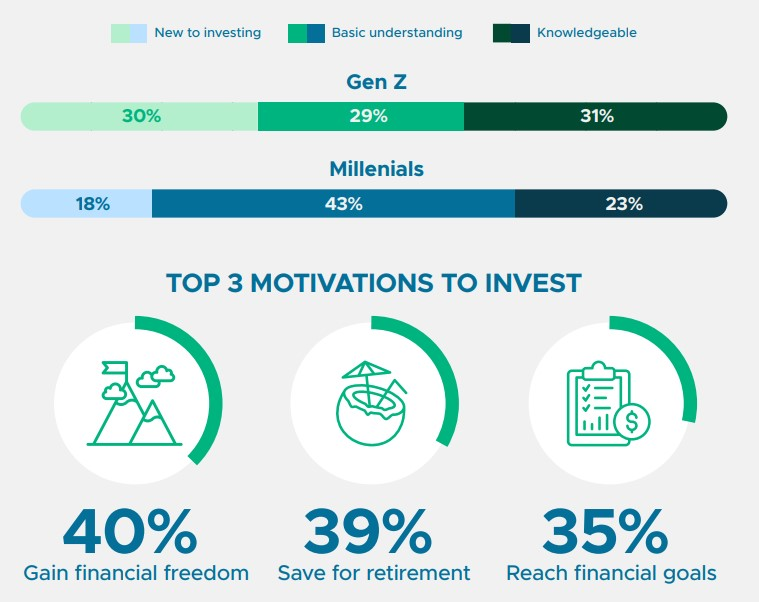 New to investing Basic understanding Knowledgeable
Gen Z
30% 29% 31%
Millenials
18% 43% 23%
TOP 3 MOTIVATIONS TO INVEST
$
40% 39% 35%
Gain financial freedom Save for retirement Reach financial goals